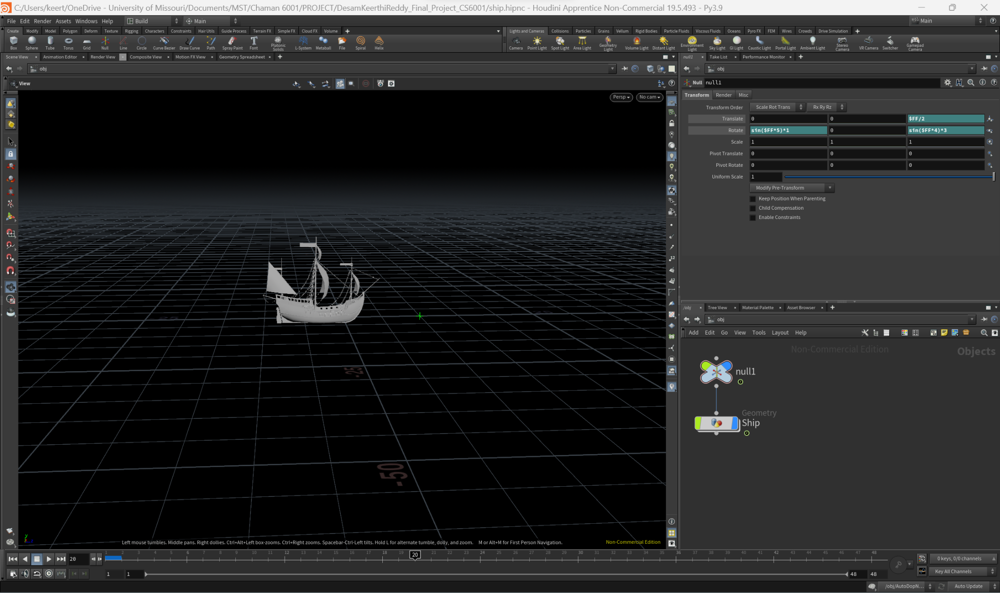 C:/Users/keert/OneDrive - University of Missouri/Documents/MST/Chaman 6001/PROJECT/DesamKeerthiReddy_Final_Project_CS6001/ship.hipnc - Houdini Apprentice Non-Commercial 19.5.493 - Py3.9
File Edit Render Assets Windows Help Build Main Main
Create Modify Model Polygon Deform Texture Rigging Characters Constraints Hair Utils Guide Process Terrain FX Simple FX Cloud FX Volume
Lights and Cameras Collisions Particles Grains Vellum Rigid Bodies Particle Fluids Viscous Fluids Oceans Pyro FX FEM Wires Crowds Drive Simulation
Box Sphere Tube Torus Grid Null Line Circle Curve Bezier Draw Curve Path Spray Paint Font Platonic Solids L-System Metaball File Spiral Helix
Camera Point Light Spot Light Area Light Geometry Light Volume Light Distant Light Environment Light Sky Light GI Light Caustic Light Portal Light Ambient Light Stereo Camera VR Camera Switcher Gamepad Camera
Scene View Animation Editor Render View Composite View Motion FX View Geometry Spreadsheet
null1 Take List Performance Monitor
obj
obj
View
Persp No cam
Null null1
Transform Render Misc
Transform Order Scale Rot Trans Rx Ry Rz
Translate 0 0 $FF/2
Rotate sin($FF*5)*1 0 sin($FF*4)*3
Scale 1 1 1
Pivot Translate 0 0 0
Pivot Rotate 0 0 0
Uniform Scale 1
Modify Pre-Transform
Keep Position When Parenting
Child Compensation
Enable Constraints
-25
-50
/obj Tree View Material Palette Asset Browser
obj
Add Edit Go View Tools Layout Help
Non-Commercial Edition Objects
null1
Geometry
Ship
Left mouse tumbles. Middle pans. Right dollies. Ctrl+Alt+Left box-zooms. Ctrl+Right zooms. Spacebar-Ctrl-Left tilts. Hold L for alternate tumble, dolly, and zoom. M or Alt+M for First Person Navigation.
Non-Commercial Edition
20 1 2 3 4 5 6 7 8 9 10 11 12 13 14 15 16 17 18 19 20 21 22 23 24 25 26 27 28 29 30 31 32 33 34 35 36 37 38 39 40 41 42 43 44 45 46 47 48
0 keys, 0/0 channels
1 1 48 48
Key All Channels
/obj/AutoDopN... Auto Update